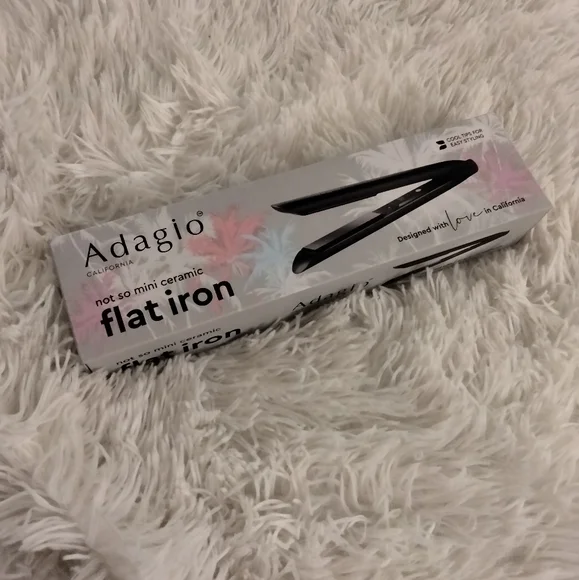 COOL TIPS FOR
EASY STYLING
Adagio
CALIFORNIA
Designed with love in California
not so mini ceramic
flat iron
Adagio
not so mini ceramic
flat iron